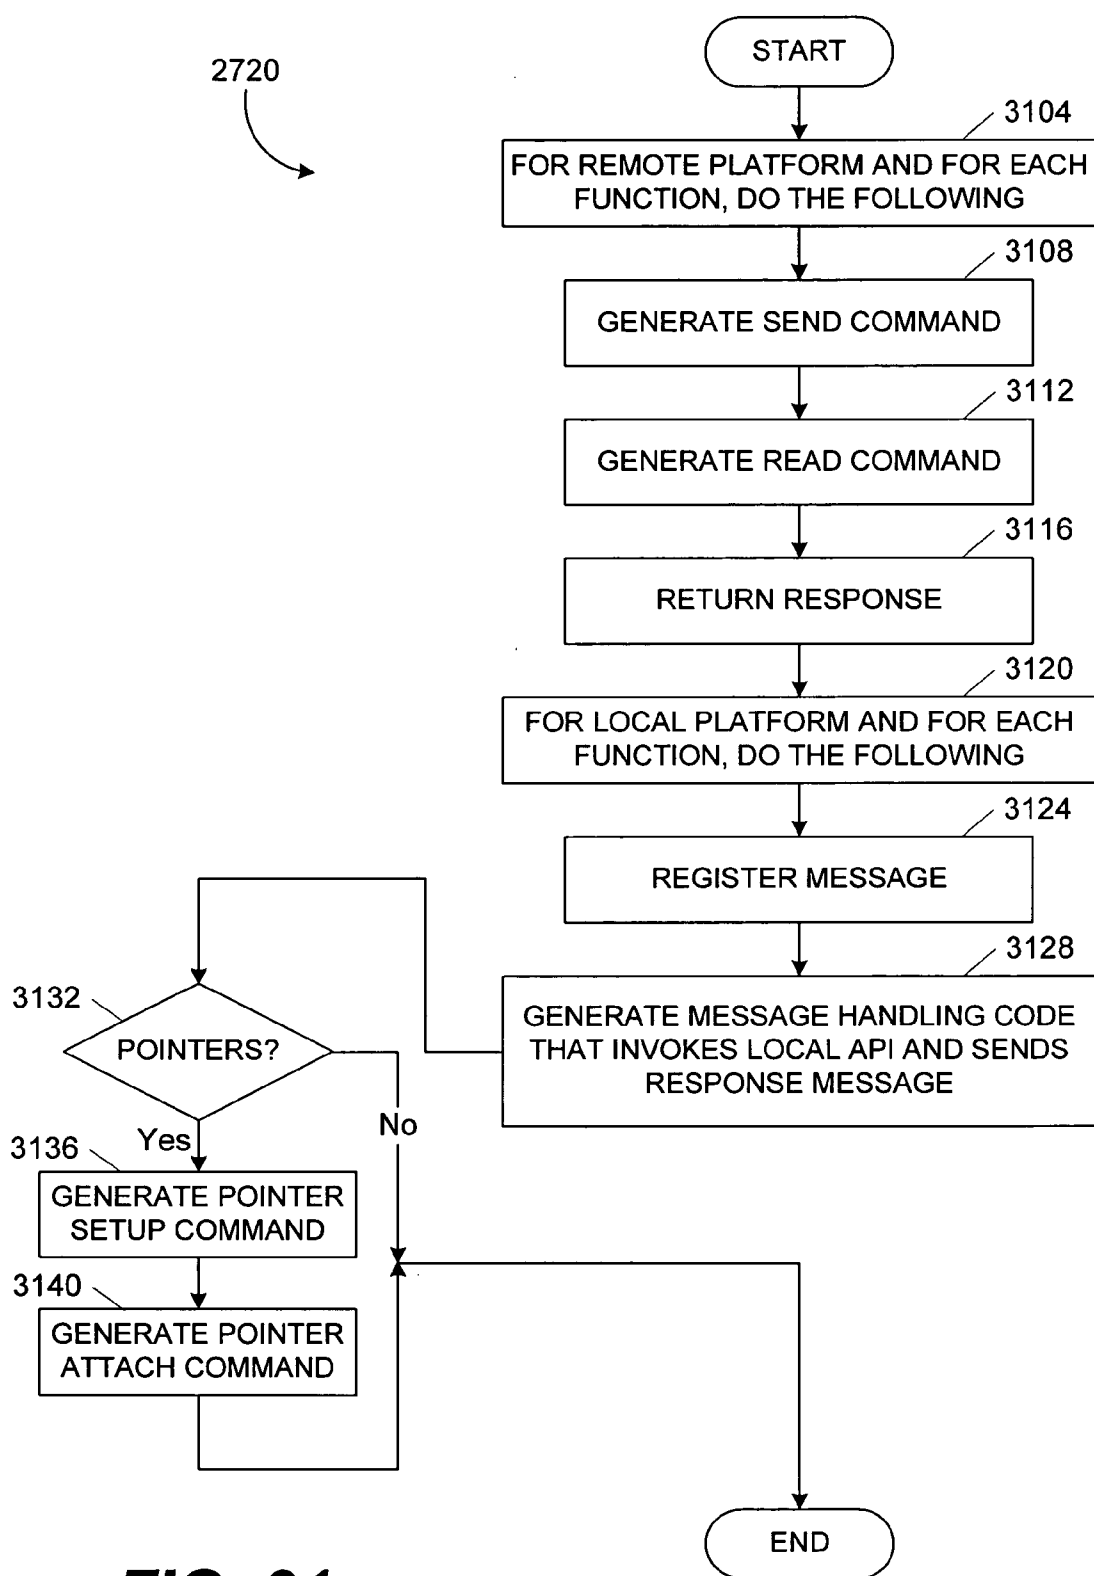 START
2720
3104
FOR REMOTE PLATFORM AND FOR EACH
FUNCTION, DO THE FOLLOWING
3108
GENERATE SEND COMMAND
3112
GENERATE READ COMMAND
3116
RETURN RESPONSE
3120
FOR LOCAL PLATFORM AND FOR EACH
FUNCTION, DO THE FOLLOWING
3124
REGISTER MESSAGE
3128
GENERATE MESSAGE HANDLING CODE
THAT INVOKES LOCAL API AND SENDS
RESPONSE MESSAGE
3132
POINTERS?
No
Yes
3136
GENERATE POINTER
SETUP COMMAND
3140
GENERATE POINTER
ATTACH COMMAND
END